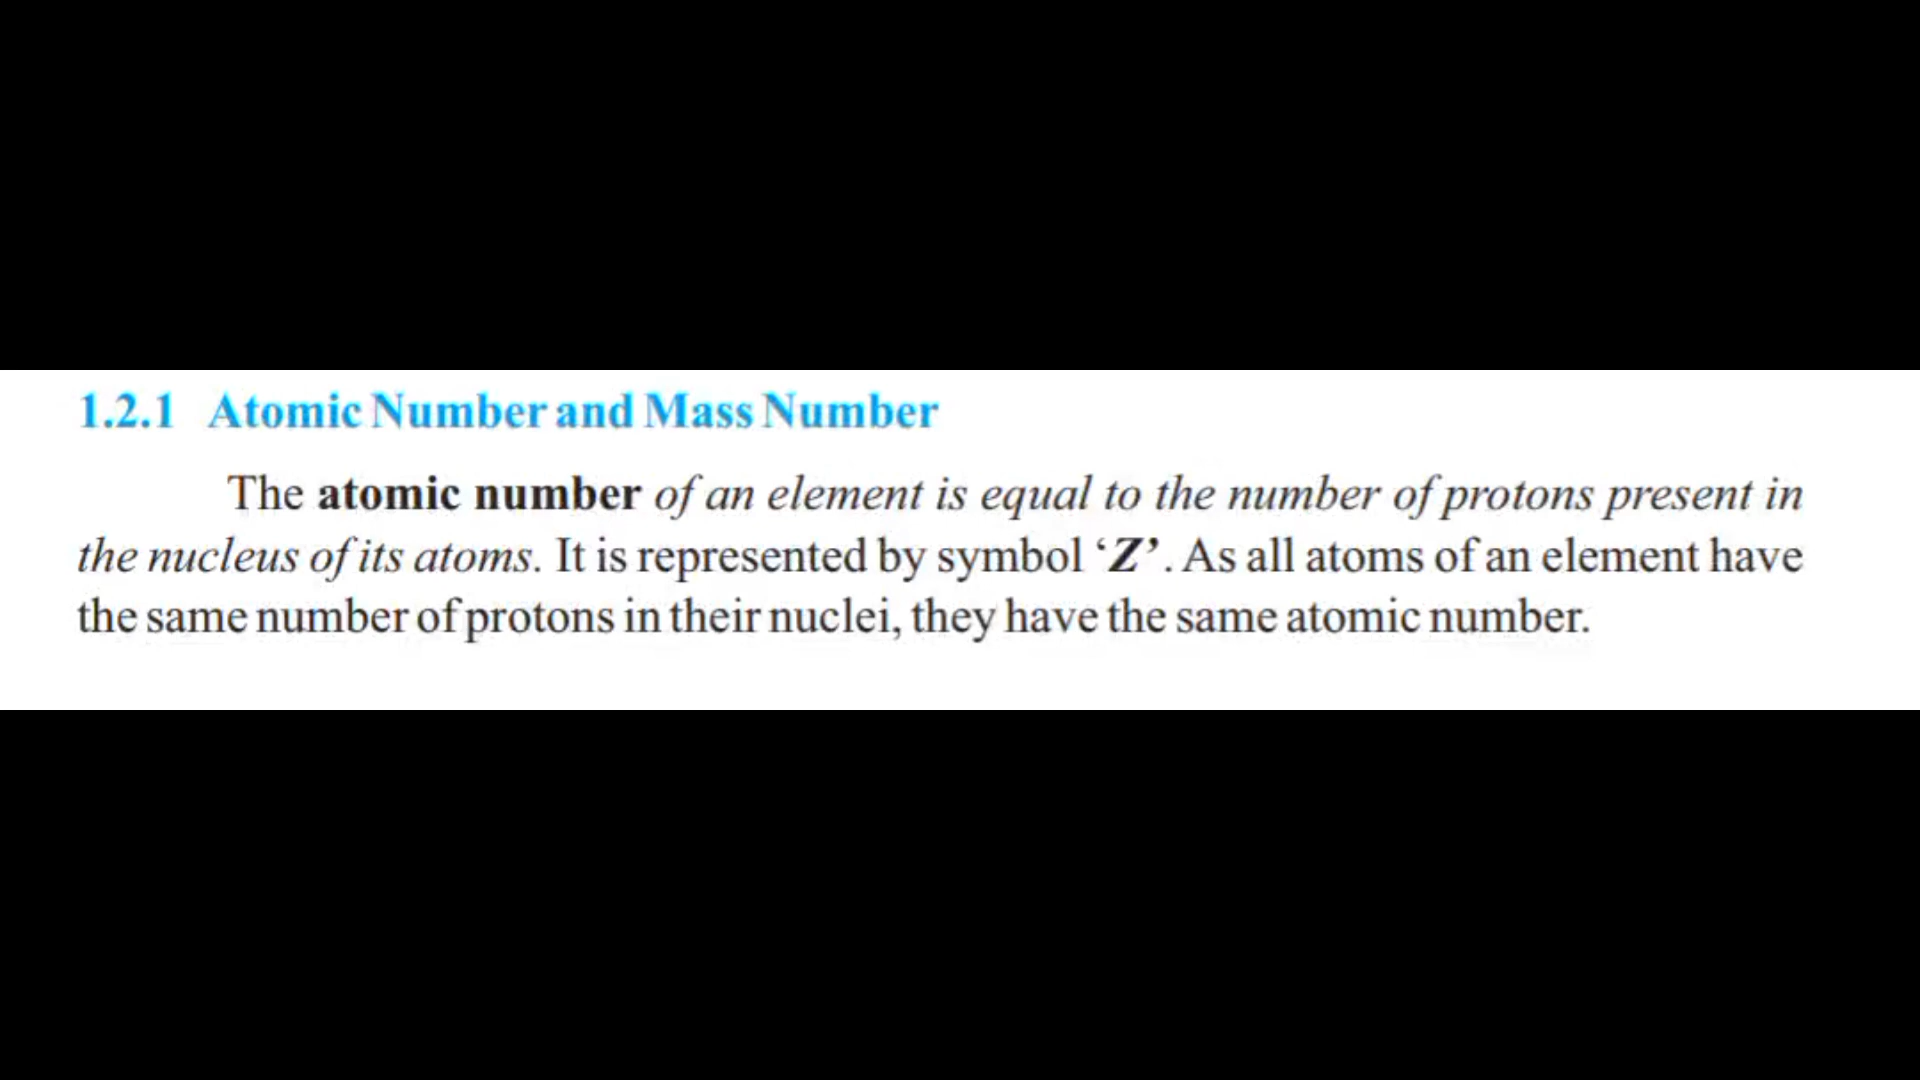 1.2.1 Atomic Number and Mass Number
The atomic number of an element is equal to the number of protons present in
the nucleus of its atoms. It is represented by symbol ‘Z’. As all atoms of an element have
the same number of protons in their nuclei, they have the same atomic number.